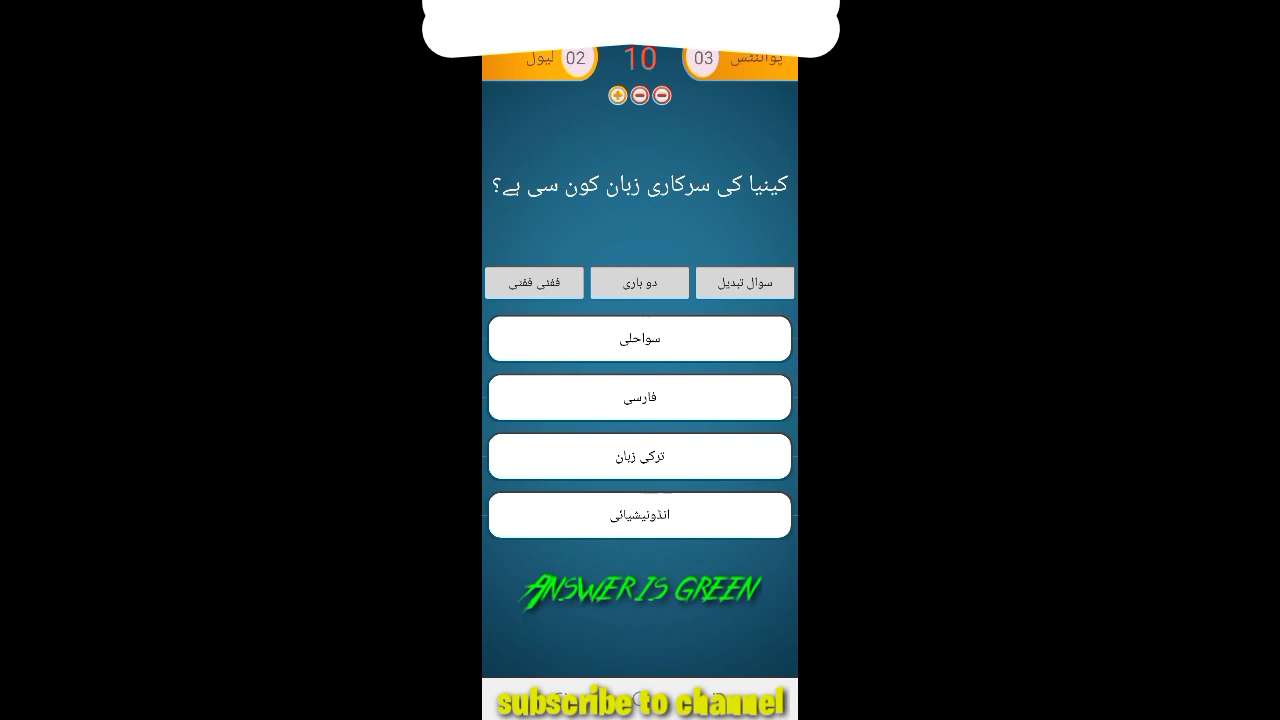 پوائنٹس 03 10 02 لیول
کینیا کی سرکاری زبان کون سی ہے؟
سوال تبدیل دو باری ففٹی ففٹی
سواحلی
فارسی
ترکی زبان
انڈونیشیائی
ANSWER IS GREEN
subscribe to channel